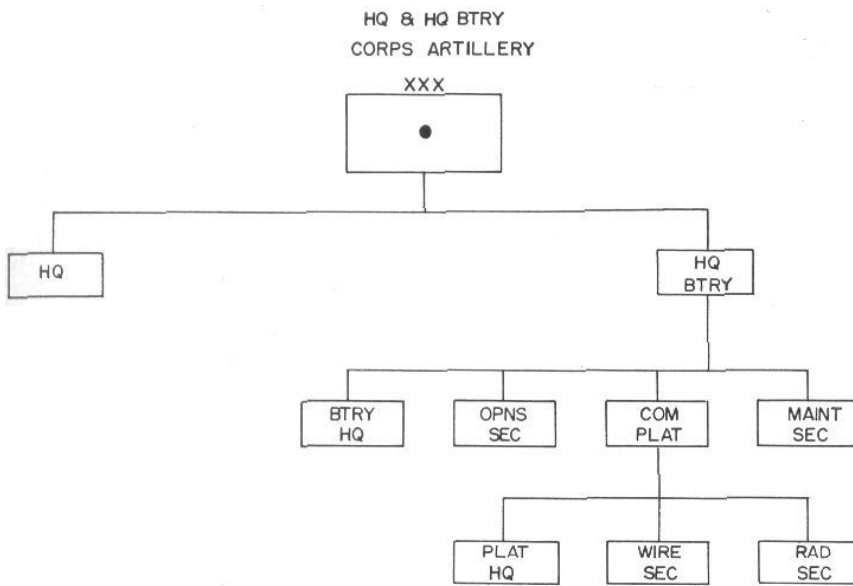 HQ & HQ BTRY
CORPS ARTILLERY
XXX
HQ
HQ
BTRY
BTRY
HQ
OPNS
SEC
COM
PLAT
MAINT
SEC
PLAT
HQ
WIRE
SEC
RAD
SEC